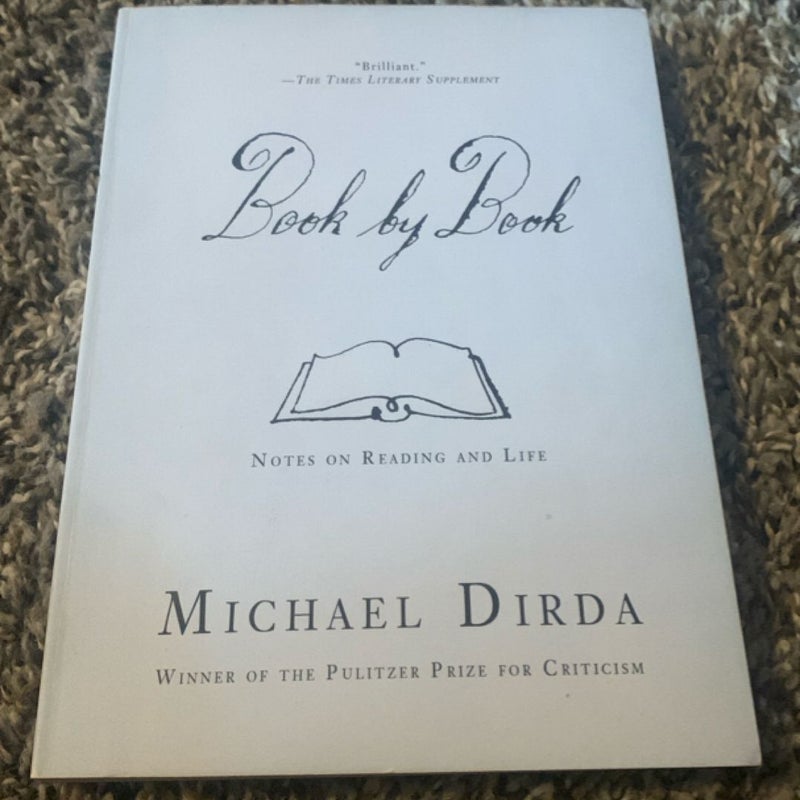 "Brilliant."
—The Times Literary Supplement
Book by Book
Notes on Reading and Life
Michael Dirda
Winner of the Pulitzer Prize for Criticism